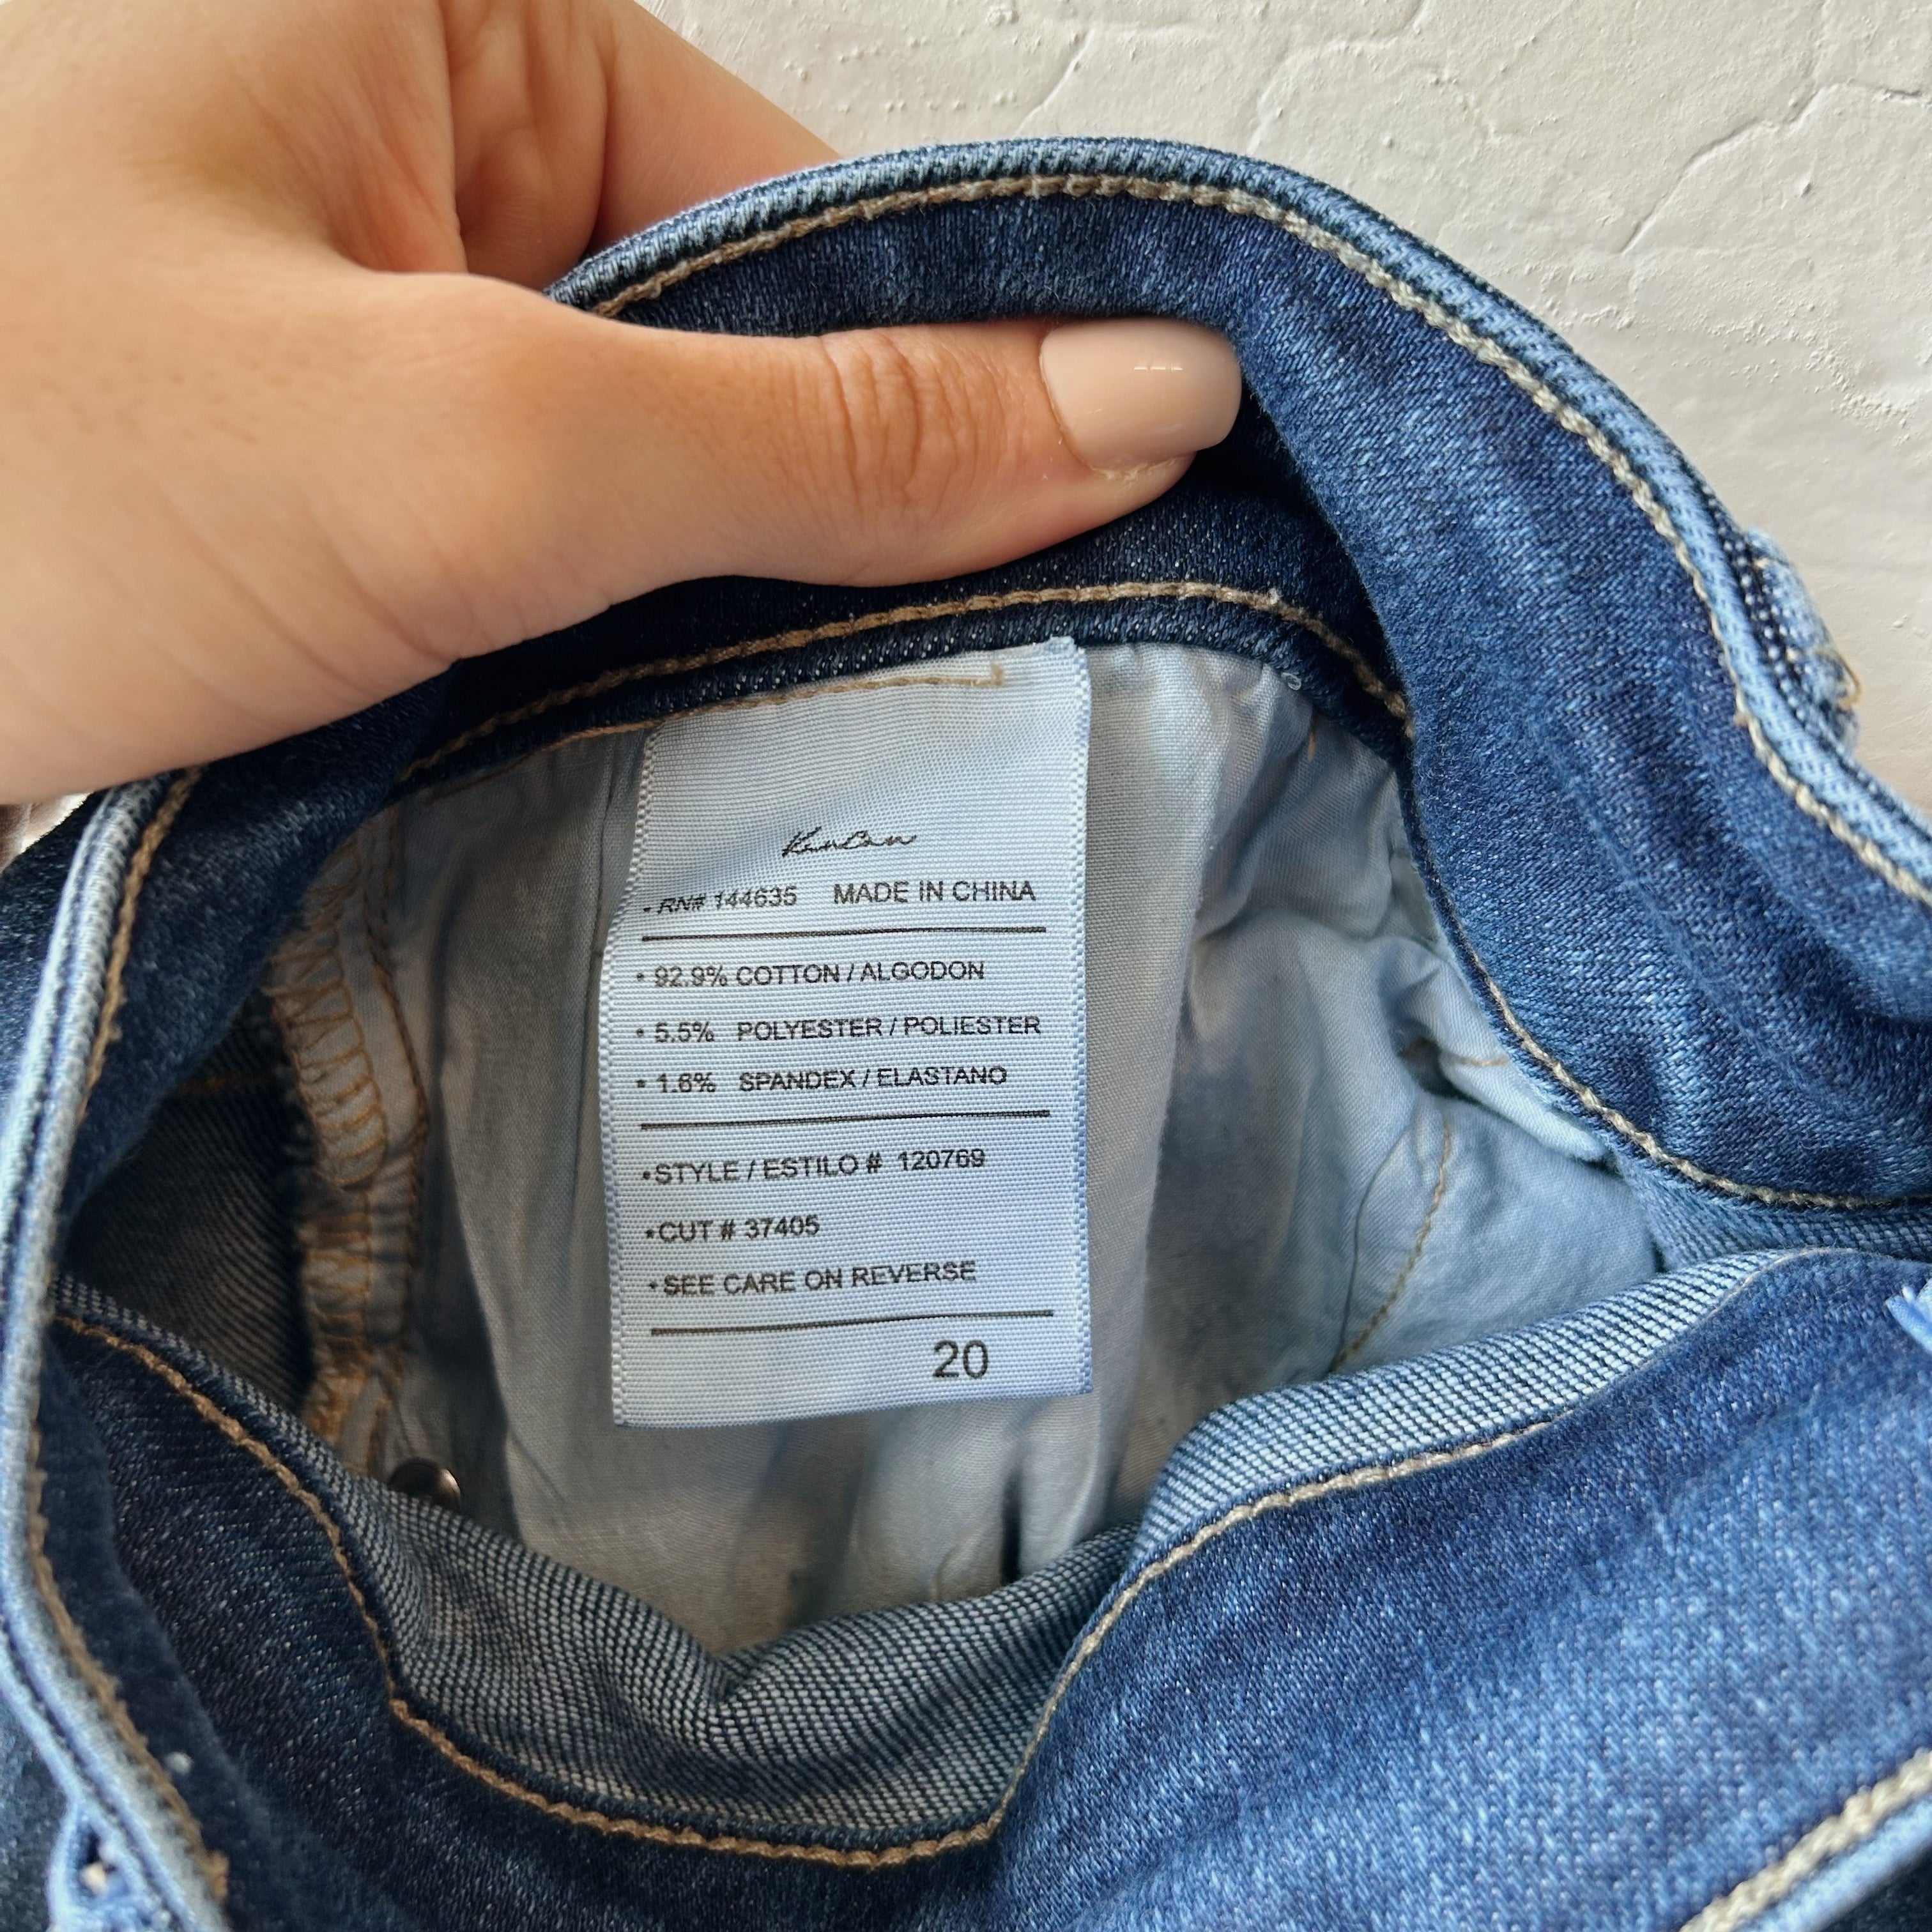 KanCan
- RN# 144635 MADE IN CHINA
• 92.9% COTTON / ALGODON
• 5.5% POLYESTER / POLIESTER
• 1.6% SPANDEX / ELASTANO
•STYLE / ESTILO # 120769
•CUT # 37405
•SEE CARE ON REVERSE
20